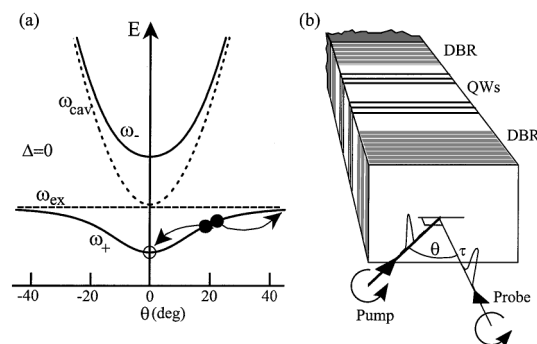 (a)
E
ω_cav
ω_-
Δ=0
ω_ex
ω_+
-40 -20 0 20 40
θ(deg)
(b)
DBR
QWs
DBR
θ
τ
Pump
Probe